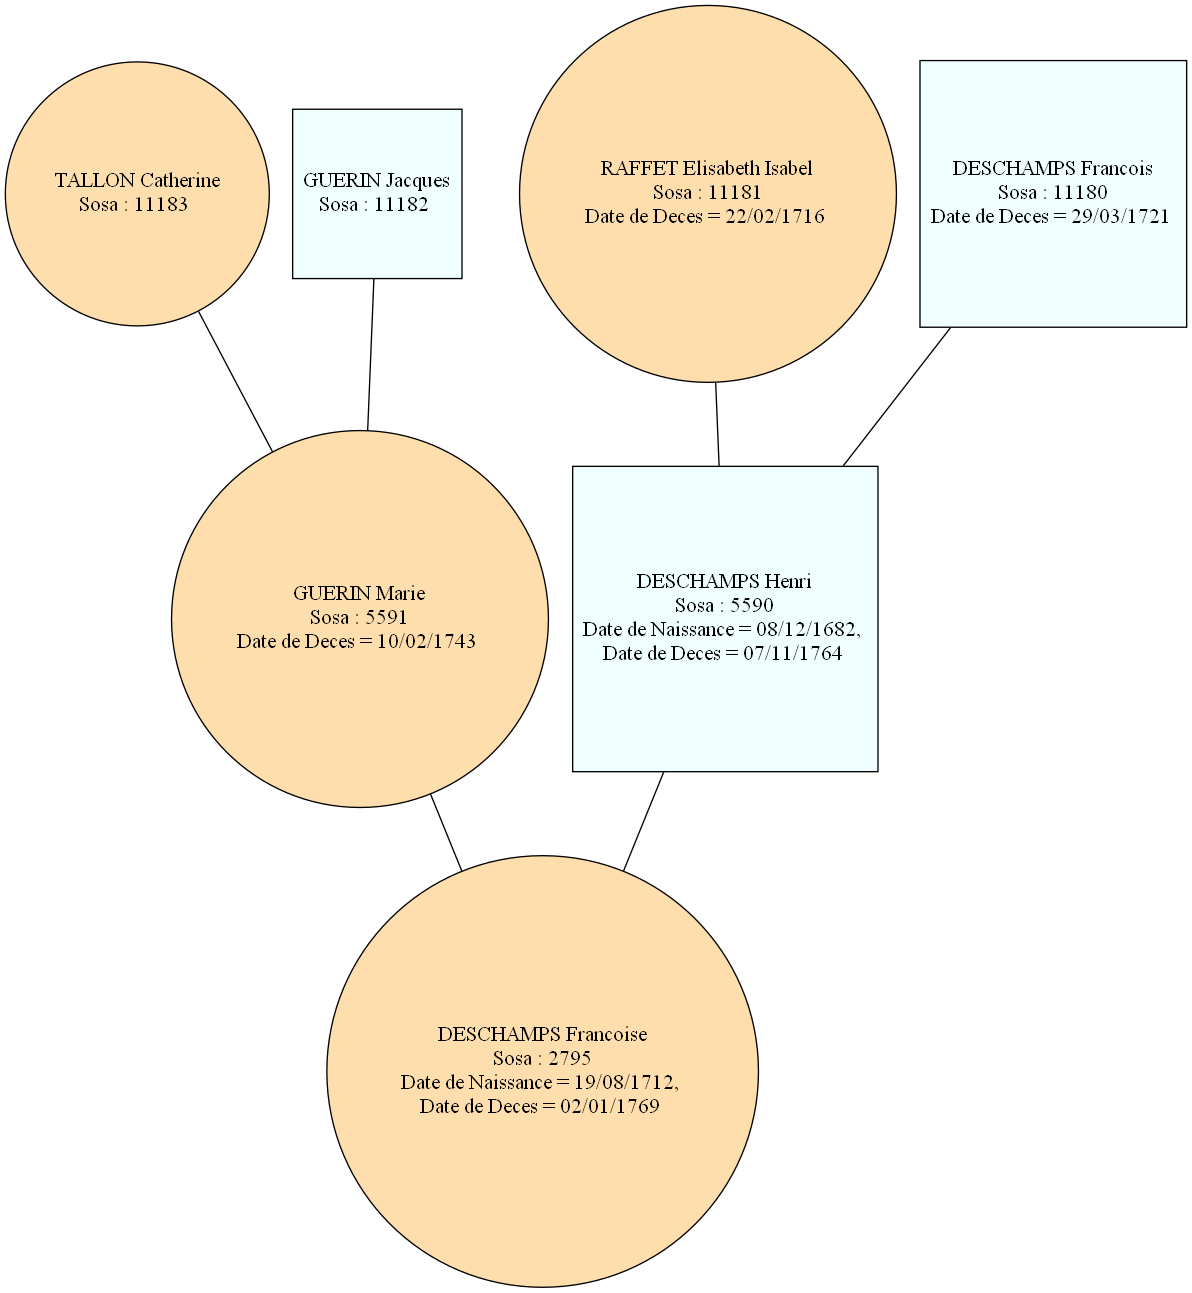 TALLON Catherine
Sosa : 11183
GUERIN Jacques
Sosa : 11182
RAFFET Elisabeth Isabel
Sosa : 11181
Date de Deces = 22/02/1716
DESCHAMPS Francois
Sosa : 11180
Date de Deces = 29/03/1721
GUERIN Marie
Sosa : 5591
Date de Deces = 10/02/1743
DESCHAMPS Henri
Sosa : 5590
Date de Naissance = 08/12/1682,
Date de Deces = 07/11/1764
DESCHAMPS Francoise
Sosa : 2795
Date de Naissance = 19/08/1712,
Date de Deces = 02/01/1769